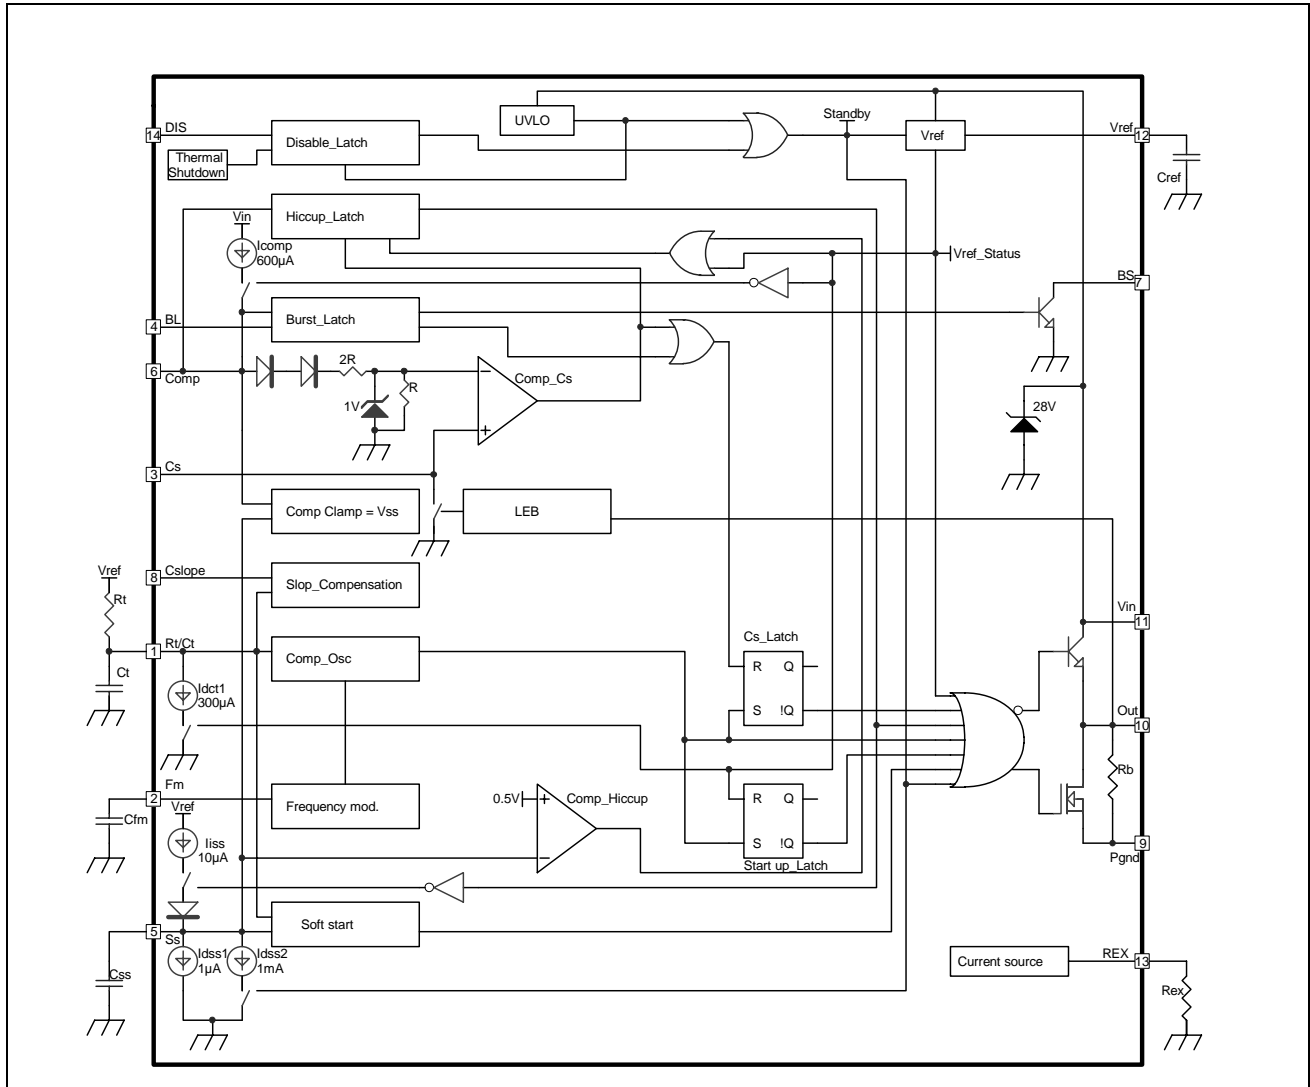 UVLO
Standby
14
DIS
Disable_Latch
Vref
Vref
12
Thermal
Shutdown
Cref
Vin
Hiccup_Latch
Icomp
600µA
Vref_Status
BS
7
4
BL
Burst_Latch
6
Comp
2R
R
1V
Comp_Cs
28V
3
Cs
Comp Clamp = Vss
LEB
Vref
8
Cslope
Slop_Compensation
Rt
Vin
11
1
Rt/Ct
Comp_Osc
Cs_Latch
R
Q
S
!Q
Ct
Idct1
300µA
Out
10
Rb
Fm
2
Vref
Frequency mod.
0.5V
Comp_Hiccup
R
Q
S
!Q
Start up_Latch
Cfm
Iiss
10µA
9
Pgnd
5
Ss
Soft start
Css
Idss1
1µA
Idss2
1mA
Current source
REX
13
Rex